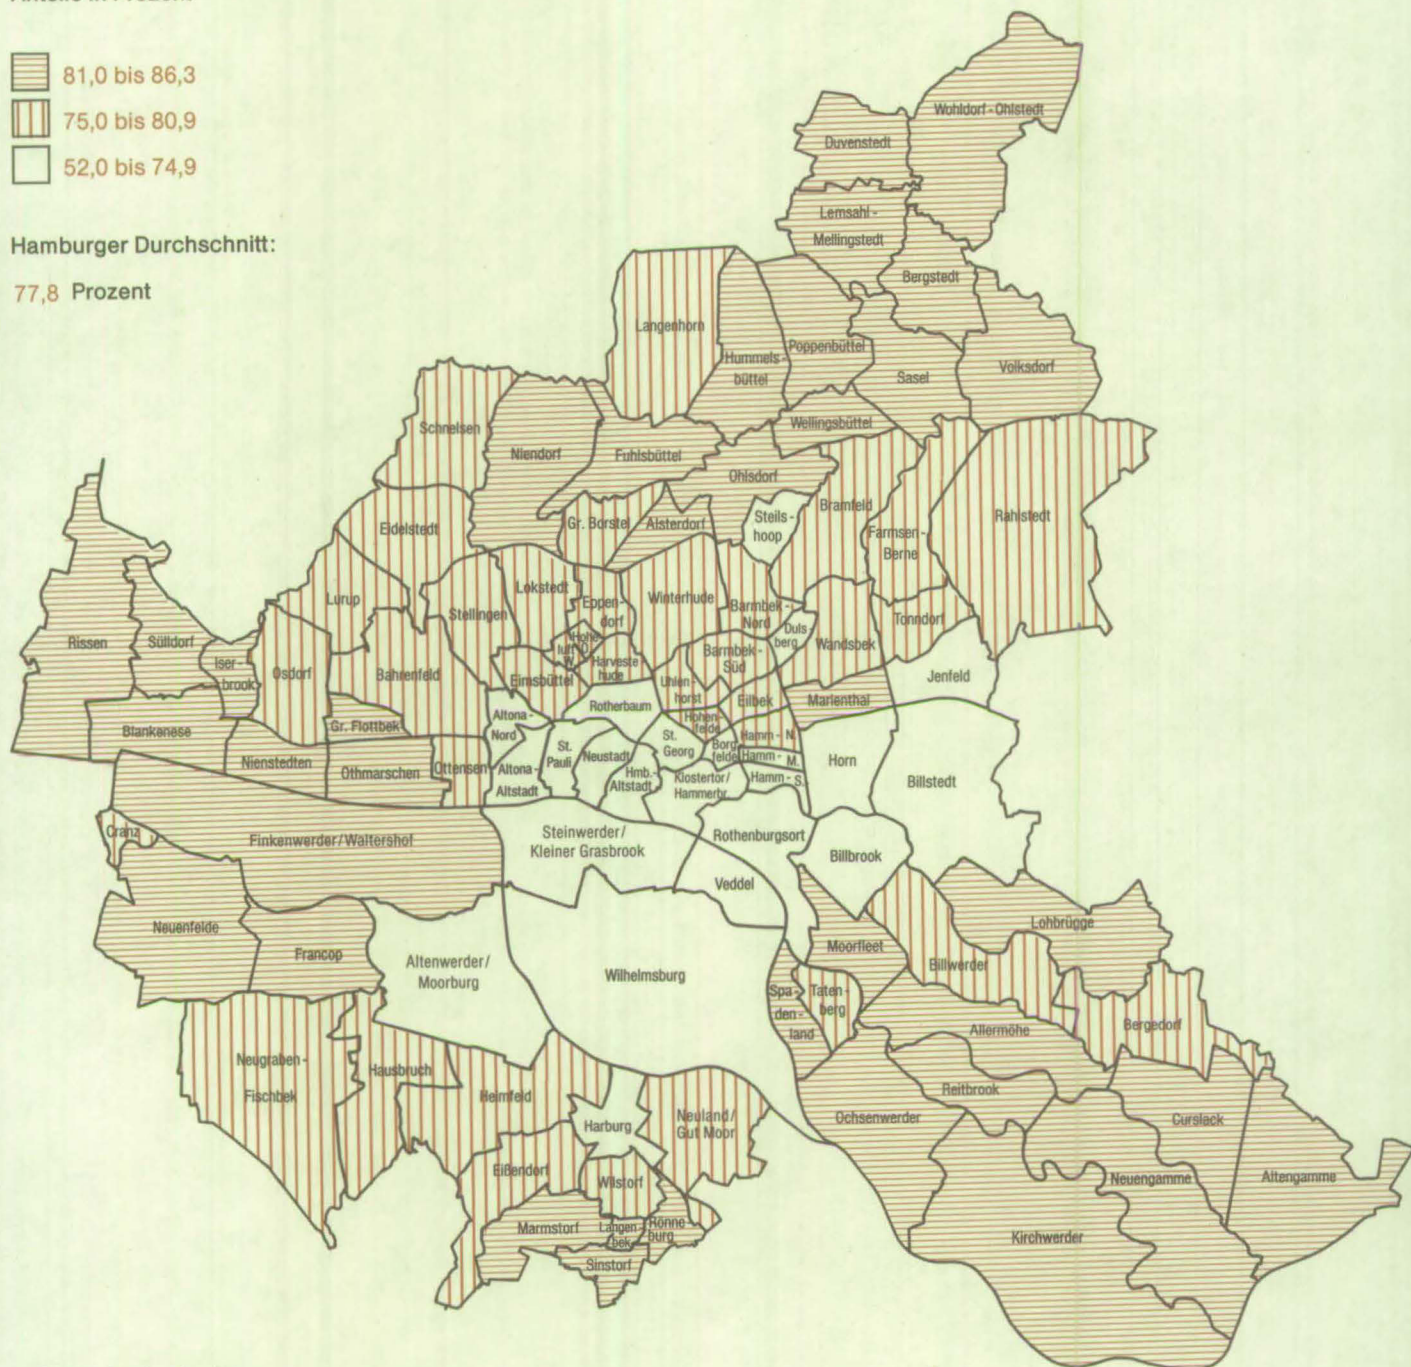 81,0 bis 86,3
75,0 bis 80,9
52,0 bis 74,9
Hamburger Durchschnitt:
77,8 Prozent
Wohldorf-Ohlstedt
Duvenstedt
Lemsahl-
Mellingstedt
Bergstedt
Langenhorn
Poppenbüttel
Hummels-
büttel
Sasel
Volksdorf
Wellingsbüttel
Schnelsen
Niendorf
Fuhlsbüttel
Ohlsdorf
Bramfeld
Rahlstedt
Steils-
hoop
Gr. Borstel
Alsterdorf
Eidelstedt
Farmsen-
Berne
Lokstedt
Lurup
Stellingen
Eppen-
dorf
Winterhude
Barmbek-
Nord
Duls-
berg
Tonndorf
Wandsbek
Rissen
Sülldorf
Iser-
brook
Osdorf
Bahrenfeld
Eimsbüttel
Hohe-
luft
O.
W.
Harveste-
hude
Barmbek-
Süd
Uhlen-
horst
Eilbek
Marienthal
Jenfeld
Blankenese
Gr. Flottbek
Altona-
Nord
Rotherbaum
Hohen-
felde
Nienstedten
Othmarschen
Ottensen
Altona-
Altstadt
St.
Pauli
Neustadt
Hmb.-
Altstadt
St.
Georg
Borg-
felde
Hamm- N.
Hamm- M.
Hamm- S.
Klostertor/
Hammerbr.
Horn
Billstedt
Cranz
Finkenwerder/Waltershof
Steinwerder/
Kleiner Grasbrook
Rothenburgsort
Billbrook
Veddel
Neuenfelde
Francop
Altenwerder/
Moorburg
Wilhelmsburg
Moorfleet
Lohbrügge
Billwerder
Spa-
den-
land
Taten-
berg
Allermöhe
Bergedorf
Neugraben-
Fischbek
Hausbruch
Heimfeld
Harburg
Neuland/
Gut Moor
Reitbrook
Ochsenwerder
Curslack
Eißendorf
Wilstorf
Neuengamme
Altengamme
Marmstorf
Langen-
bek
Rönne-
burg
Sinstorf
Kirchwerder